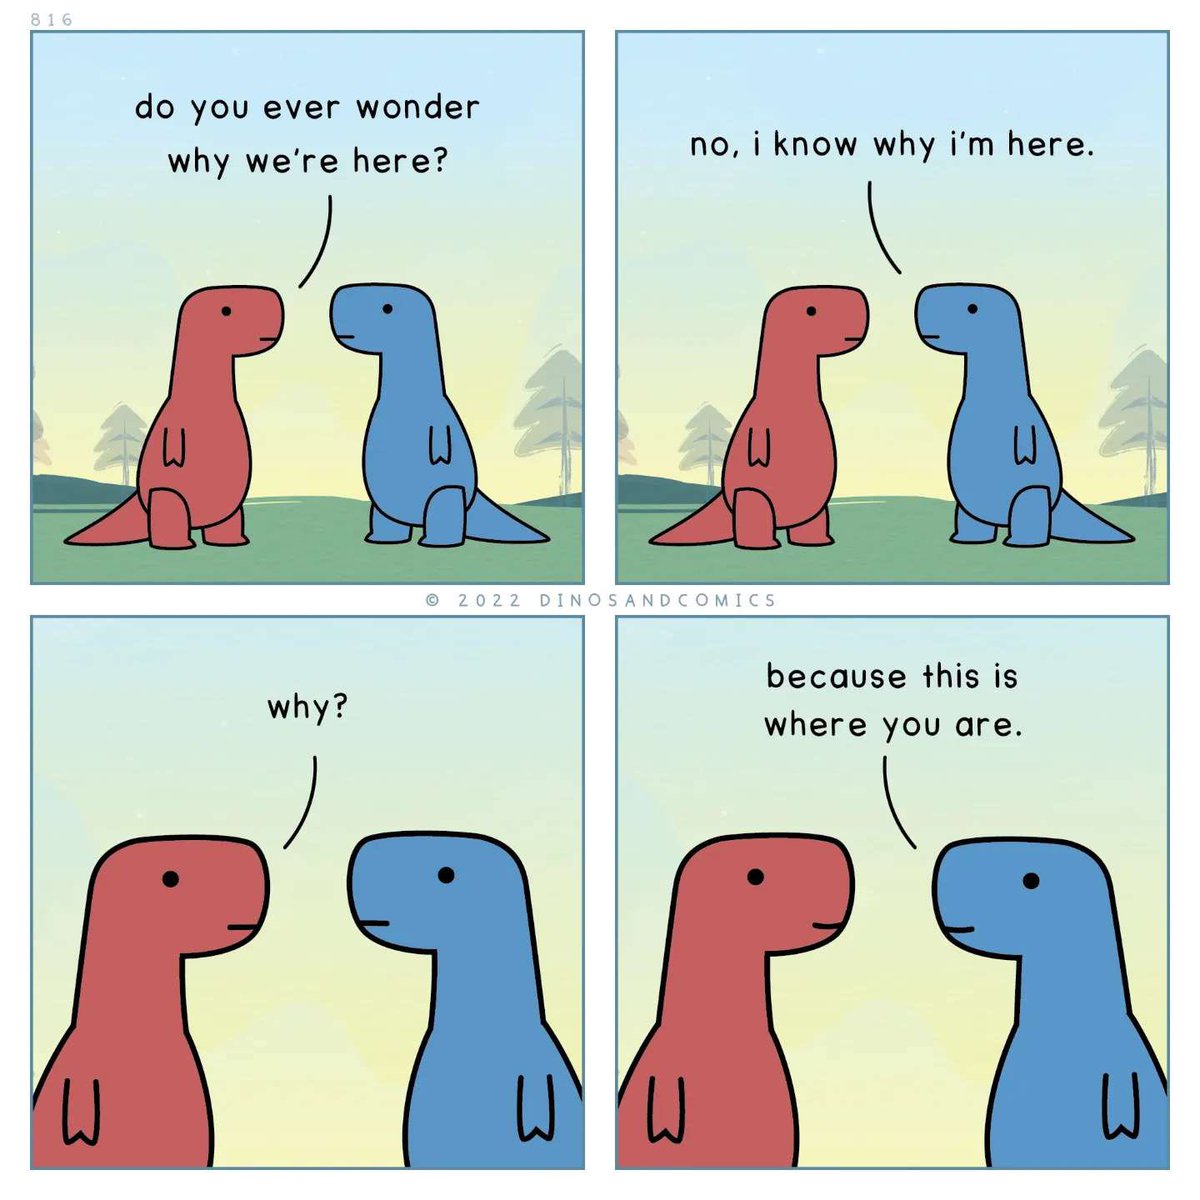 816
do you ever wonder
why we're here?
no, i know why i'm here.
© 2022 DINOSANDCOMICS
why?
because this is
where you are.